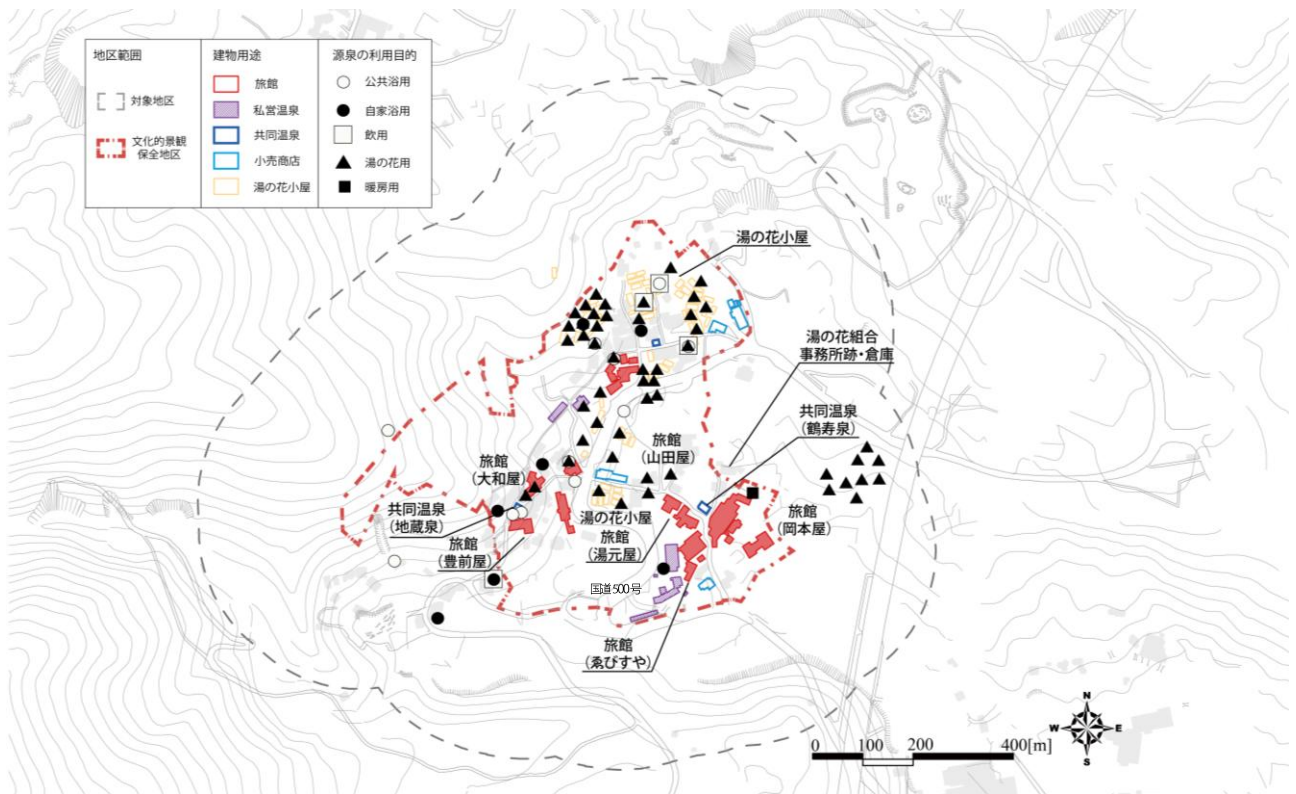 地区範囲
対象地区
文化的景観
保全地区
建物用途
旅館
私営温泉
共同温泉
小売商店
湯の花小屋
源泉の利用目的
公共浴用
自家浴用
飲用
湯の花用
暖房用
湯の花小屋
湯の花組合
事務所跡・倉庫
共同温泉
(鶴寿泉)
旅館
(山田屋)
旅館
(大和屋)
共同温泉
(地蔵泉)
旅館
(豊前屋)
湯の花小屋
旅館
(湯元屋)
旅館
(岡本屋)
国道500号
旅館
(ゑびすや)
N
W
E
S
0 100 200 400[m]